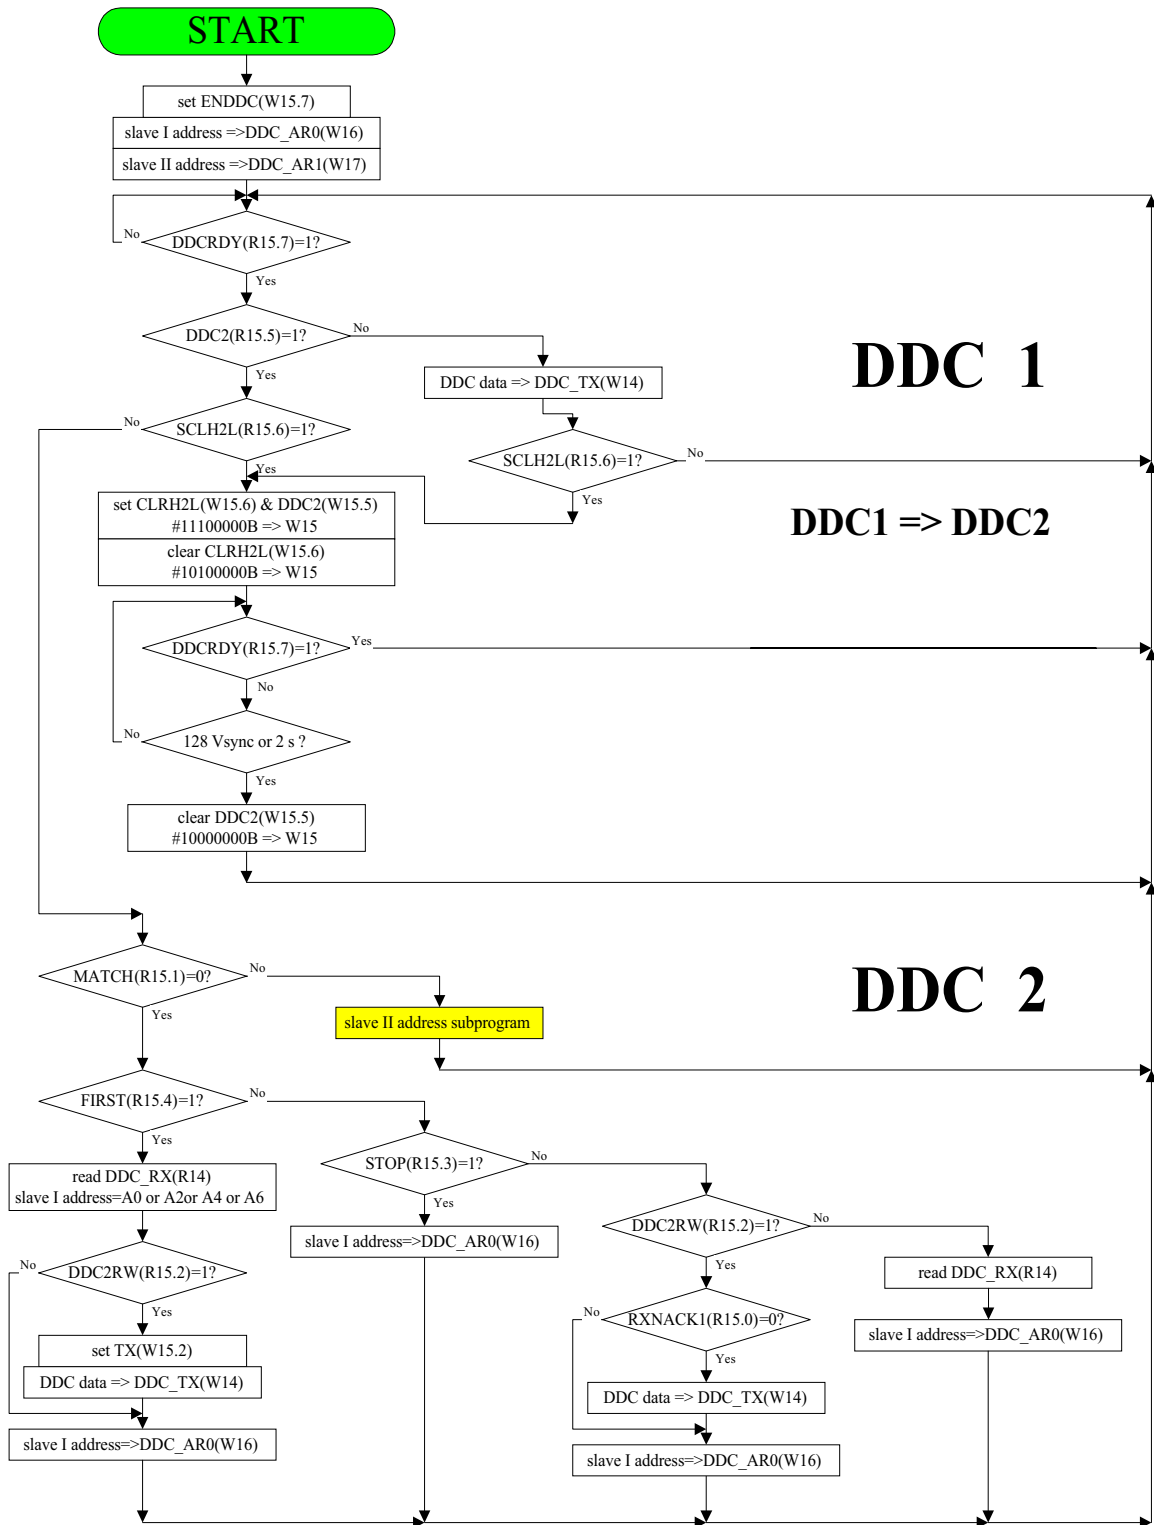 START
set ENDDC(W15.7)
slave I address =>DDC_AR0(W16)
slave II address =>DDC_AR1(W17)
No
DDCRDY(R15.7)=1?
Yes
DDC2(R15.5)=1?
No
Yes
DDC data => DDC_TX(W14)
DDC 1
No
SCLH2L(R15.6)=1?
Yes
SCLH2L(R15.6)=1?
No
Yes
set CLRH2L(W15.6) & DDC2(W15.5)
#11100000B => W15
clear CLRH2L(W15.6)
#10100000B => W15
DDC1 => DDC2
DDCRDY(R15.7)=1?
Yes
No
No
128 Vsync or 2 s ?
Yes
clear DDC2(W15.5)
#10000000B => W15
MATCH(R15.1)=0?
No
Yes
slave II address subprogram
DDC 2
FIRST(R15.4)=1?
No
Yes
STOP(R15.3)=1?
No
Yes
read DDC_RX(R14)
slave I address=A0 or A2or A4 or A6
slave I address=>DDC_AR0(W16)
DDC2RW(R15.2)=1?
No
Yes
read DDC_RX(R14)
No
DDC2RW(R15.2)=1?
Yes
No
RXNACK1(R15.0)=0?
Yes
slave I address=>DDC_AR0(W16)
set TX(W15.2)
DDC data => DDC_TX(W14)
DDC data => DDC_TX(W14)
slave I address=>DDC_AR0(W16)
slave I address=>DDC_AR0(W16)